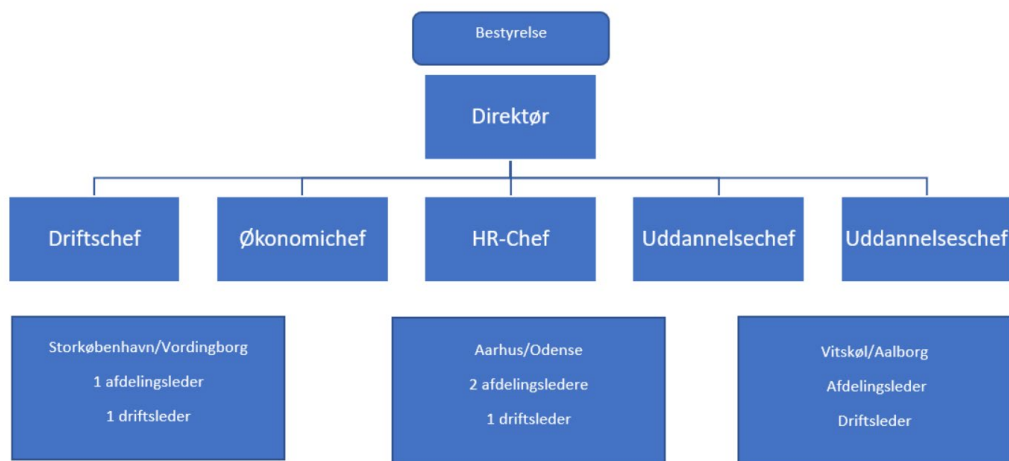 Bestyrelse
Direktør
Driftschef
Økonomichef
HR-Chef
Uddannelsechef
Uddannelseschef
Storkøbenhavn/Vordingborg
1 afdelingsleder
1 driftsleder
Aarhus/Odense
2 afdelingsledere
1 driftsleder
Vitskøl/Aalborg
Afdelingsleder
Driftsleder